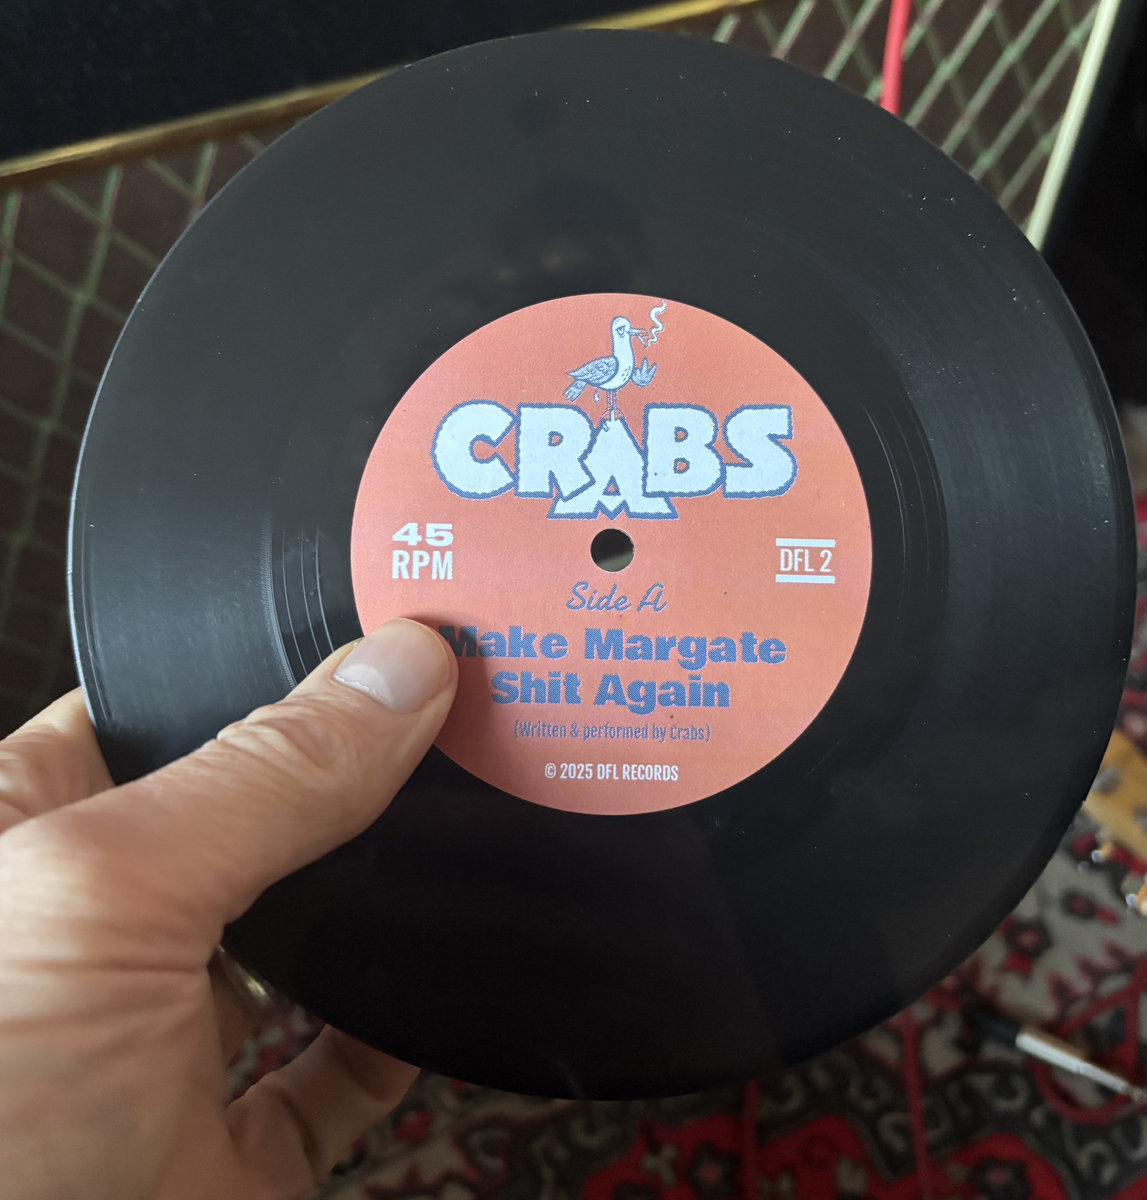 CRABS
45
RPM
DFL 2
Side A
Make Margate
Shit Again
(Written & performed by Crabs)
© 2025 DFL RECORDS